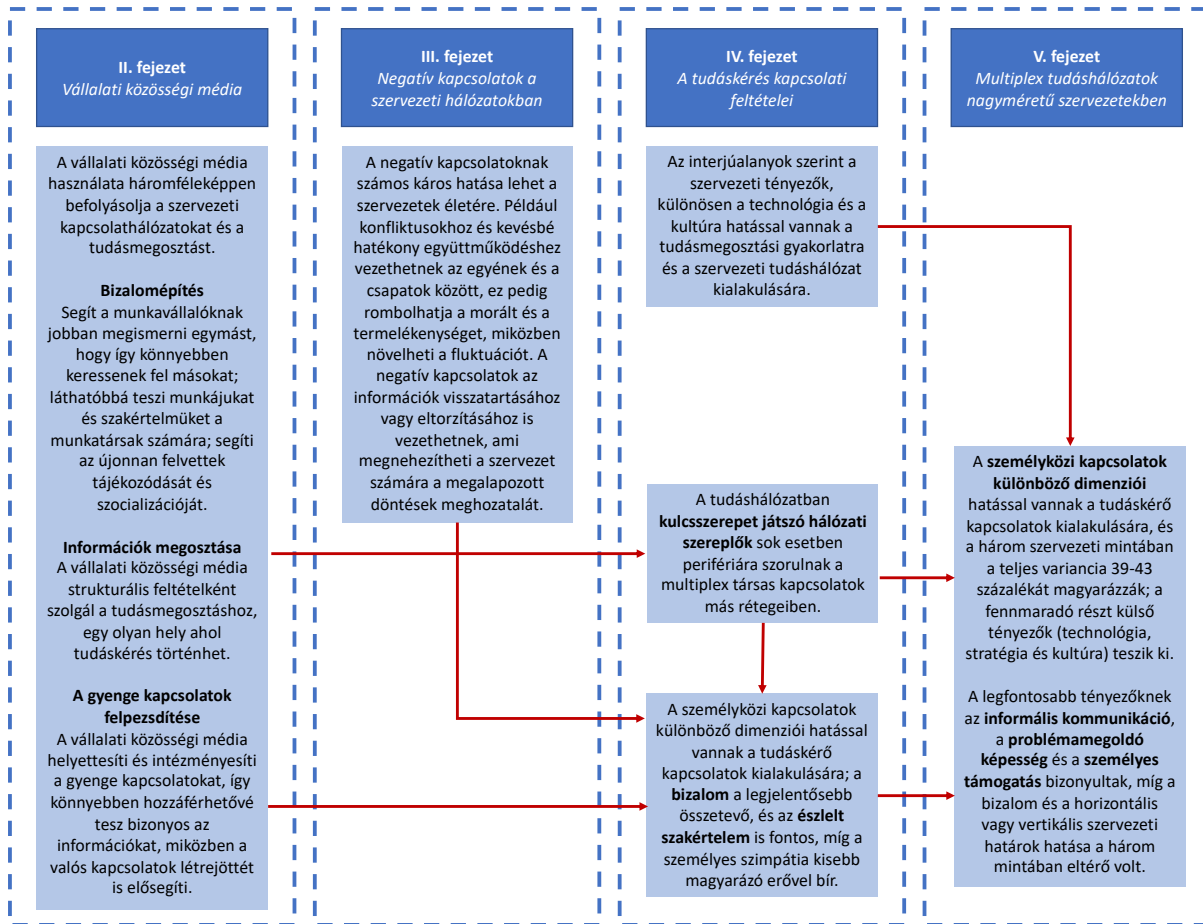 II. fejezet
Vállalati közösségi média
A vállalati közösségi média
használata háromféleképpen
befolyásolja a szervezeti
kapcsolathálózatokat és a
tudásmegosztást.
Bizalomépítés
Segít a munkavállalóknak
jobban megismerni egymást,
hogy így könnyebben
keressenek fel másokat;
láthatóbbá teszi munkájukat
és szakértelmüket a
munkatársak számára; segíti
az újonnan felvettek
tájékozódását és
szocializációját.
Információk megosztása
A vállalati közösségi média
strukturális feltételként
szolgál a tudásmegosztáshoz,
egy olyan hely ahol
tudáskérés történhet.
A gyenge kapcsolatok
felpezsdítése
A vállalati közösségi média
helyettesíti és intézményesíti
a gyenge kapcsolatokat, így
könnyebben hozzáférhetővé
tesz bizonyos az
információkat, miközben a
valós kapcsolatok létrejöttét
is elősegíti.
III. fejezet
Negatív kapcsolatok a
szervezeti hálózatokban
A negatív kapcsolatoknak
számos káros hatása lehet a
szervezetek életére. Például
konfliktusokhoz és kevésbé
hatékony együttműködéshez
vezethetnek az egyének és a
csapatok között, ez pedig
rombolhatja a morált és a
termelékenységet, miközben
növelheti a fluktuációt. A
negatív kapcsolatok az
információk visszatartásához
vagy eltorzításához is
vezethetnek, ami
megnehezítheti a szervezet
számára a megalapozott
döntések meghozatalát.
IV. fejezet
A tudáskérés kapcsolati
feltételei
Az interjúalanyok szerint a
szervezeti tényezők,
különösen a technológia és a
kultúra hatással vannak a
tudásmegosztási gyakorlatra
és a szervezeti tudáshálózat
kialakulására.
A tudáshálózatban
kulcsszerepet játszó hálózati
szereplők sok esetben
perifériára szorulnak a
multiplex társas kapcsolatok
más rétegeiben.
A személyközi kapcsolatok
különböző dimenziói hatással
vannak a tudáskérő
kapcsolatok kialakulására; a
bizalom a legjelentősebb
összetevő, és az észlelt
szakértelem is fontos, míg a
személyes szimpátia kisebb
magyarázó erővel bír.
V. fejezet
Multiplex tudáshálózatok
nagyméretű szervezetekben
A személyközi kapcsolatok
különböző dimenziói
hatással vannak a tudáskérő
kapcsolatok kialakulására, és
a három szervezeti mintában
a teljes variancia 39-43
százalékát magyarázzák; a
fennmaradó részt külső
tényezők (technológia,
stratégia és kultúra) teszik ki.
A legfontosabb tényezőknek
az informális kommunikáció,
a problémamegoldó
képesség és a személyes
támogatás bizonyultak, míg a
bizalom és a horizontális
vagy vertikális szervezeti
határok hatása a három
mintában eltérő volt.